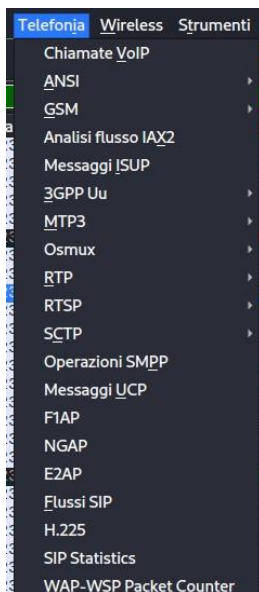 Telefonia Wireless Strumenti
Chiamate VoIP
ANSI
GSM
Analisi flusso IAX2
Messaggi ISUP
3GPP Uu
MTP3
Osmux
RTP
RTSP
SCTP
Operazioni SMPP
Messaggi UCP
F1AP
NGAP
E2AP
Flussi SIP
H.225
SIP Statistics
WAP-WSP Packet Counter